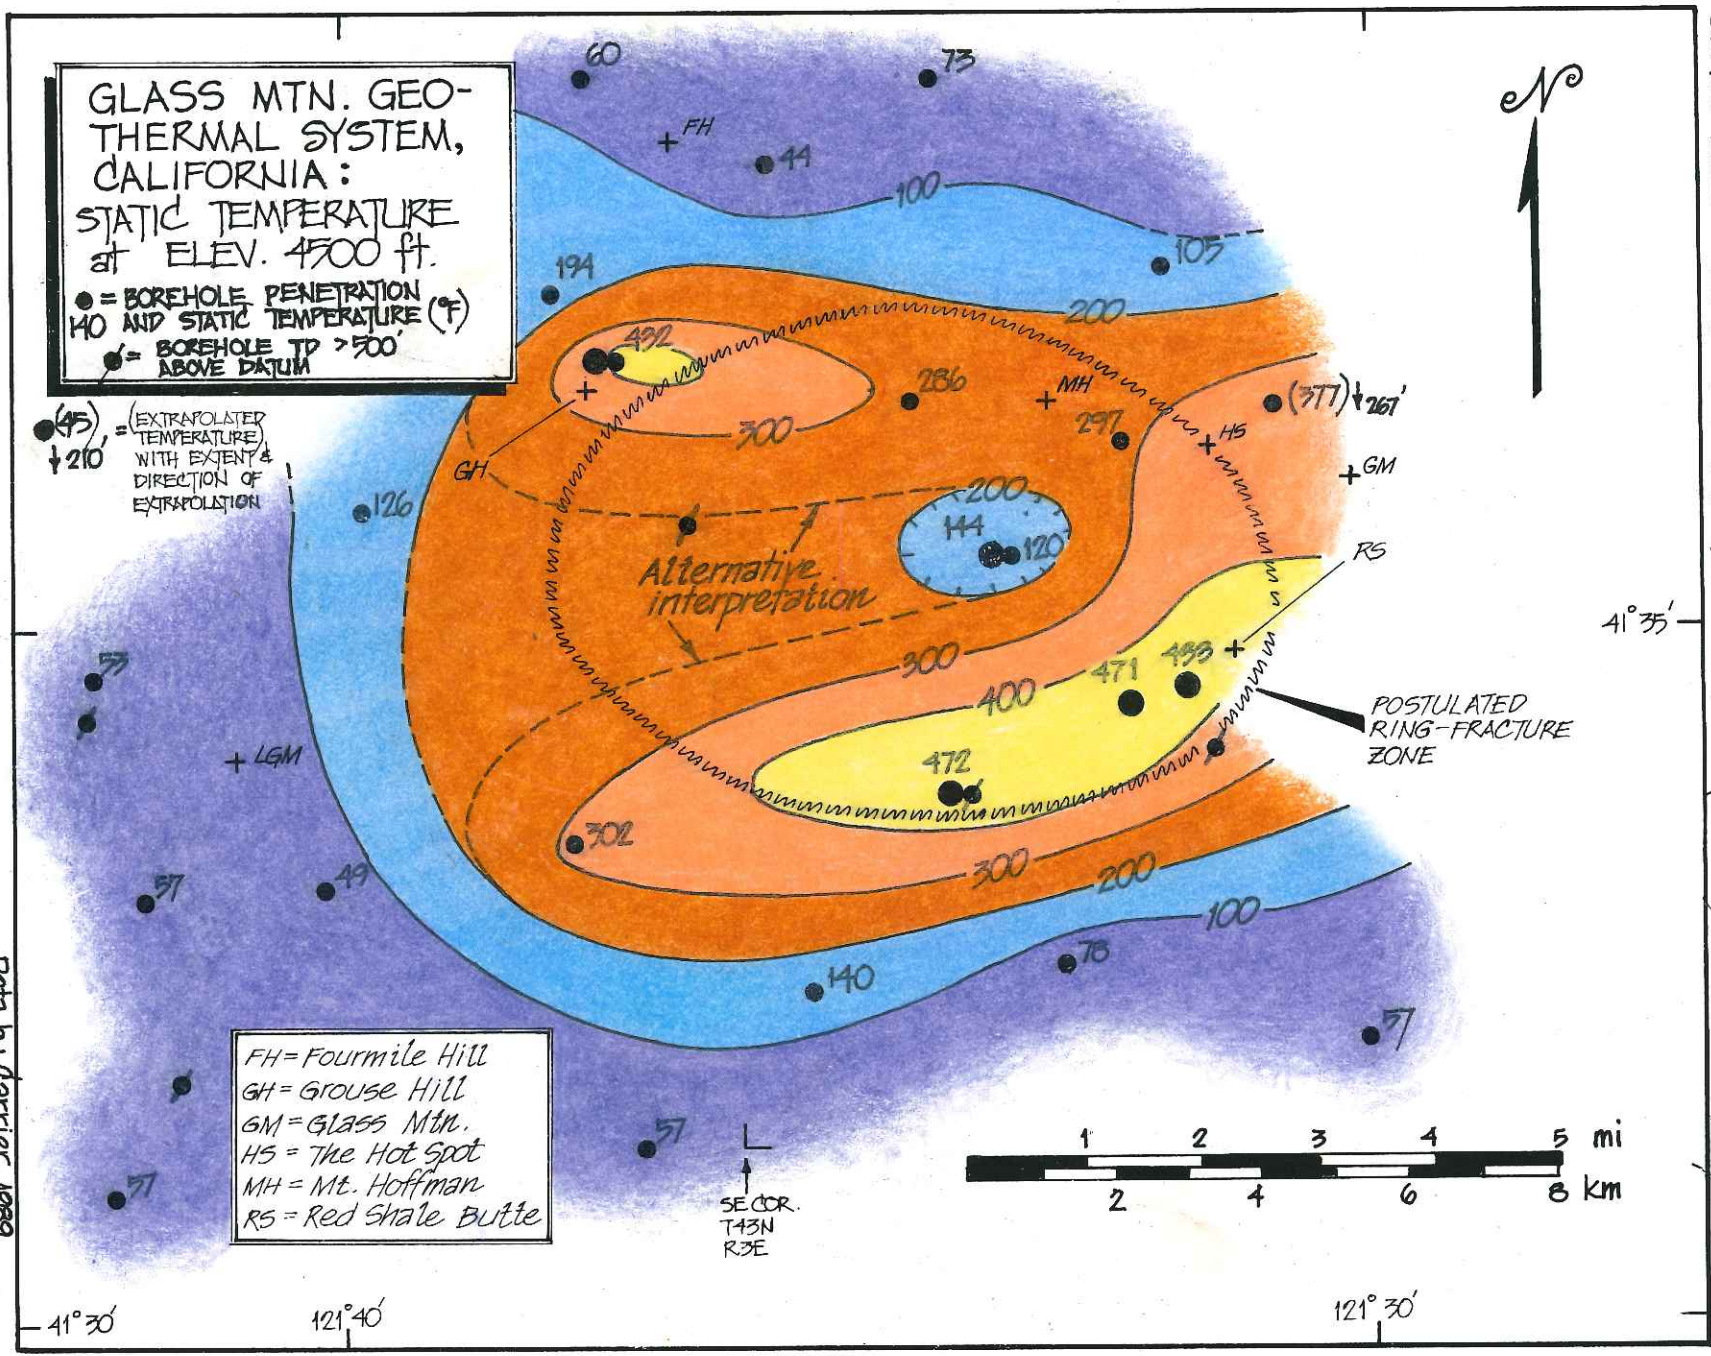 GLASS MTN. GEO-
THERMAL SYSTEM,
CALIFORNIA:
STATIC TEMPERATURE
at ELEV. 4500 ft.
● = BOREHOLE PENETRATION
140 AND STATIC TEMPERATURE (°F)
= BOREHOLE TD >500'
ABOVE DATUM
(45) = (EXTRAPOLATED
TEMPERATURE)
↓210' WITH EXTENT &
DIRECTION OF
EXTRAPOLATION
60
73
FH
44
100
105
194
200
432
286
MH
(377)↓267'
297
HS
300
GM
GH
126
200
144
120
RS
Alternative
interpretation
41°35'
53
300
471
433
400
POSTULATED
RING-FRACTURE
ZONE
LGM
472
302
300
200
57
49
100
78
140
57
FH = Fourmile Hill
GH = Grouse Hill
GM = Glass Mtn.
HS = The Hot Spot
MH = Mt. Hoffman
RS = Red Shale Butte
57
57
SE COR.
T43N
R3E
1 2 3 4 5 mi
2 4 6 8 km
41°30'
121°40'
121°30'
1989